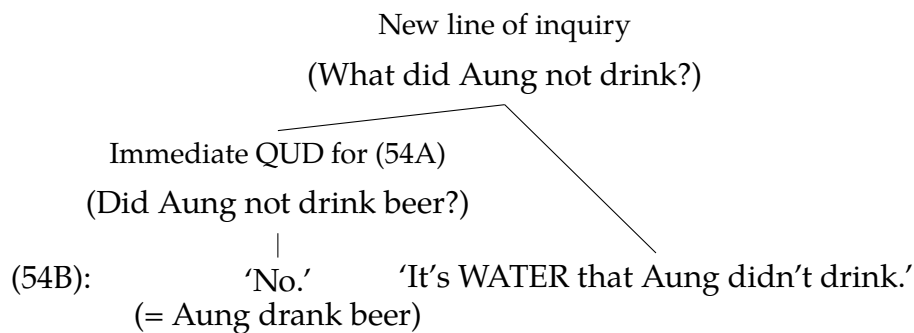 New line of inquiry
(What did Aung not drink?)
Immediate QUD for (54A)
(Did Aung not drink beer?)
(54B): ‘No.’ ‘It's WATER that Aung didn't drink.’
(= Aung drank beer)